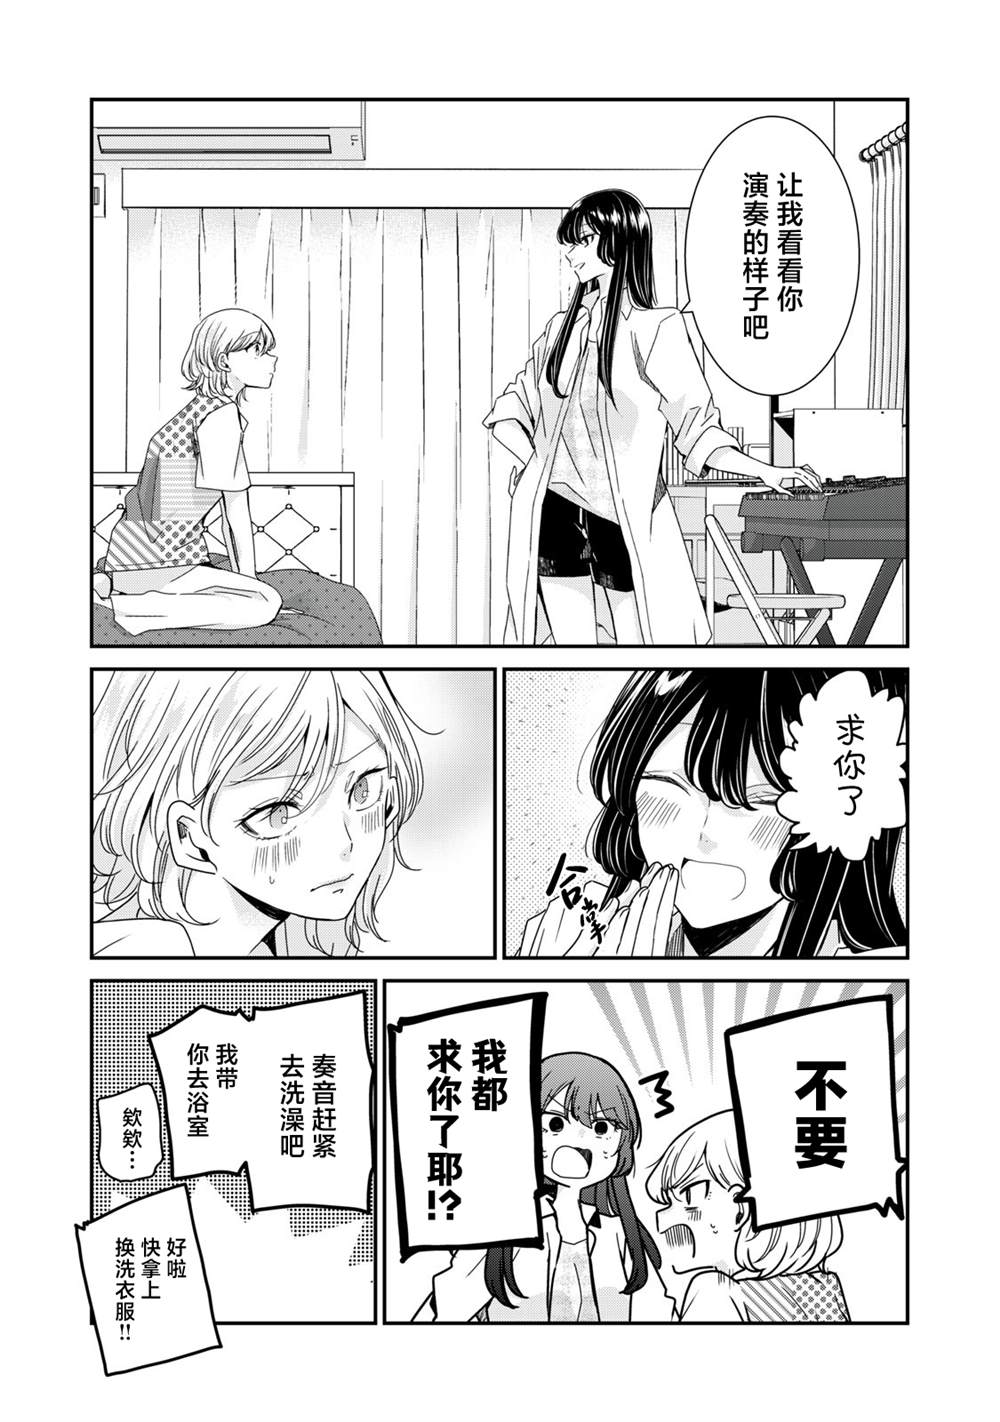 让我看看你
演奏的样子吧
求你了
合掌
不要
我都
求你了耶!?
奏音赶紧
去洗澡吧
我带
你去浴室
欸欸…
好啦
快拿上
换洗衣服!!